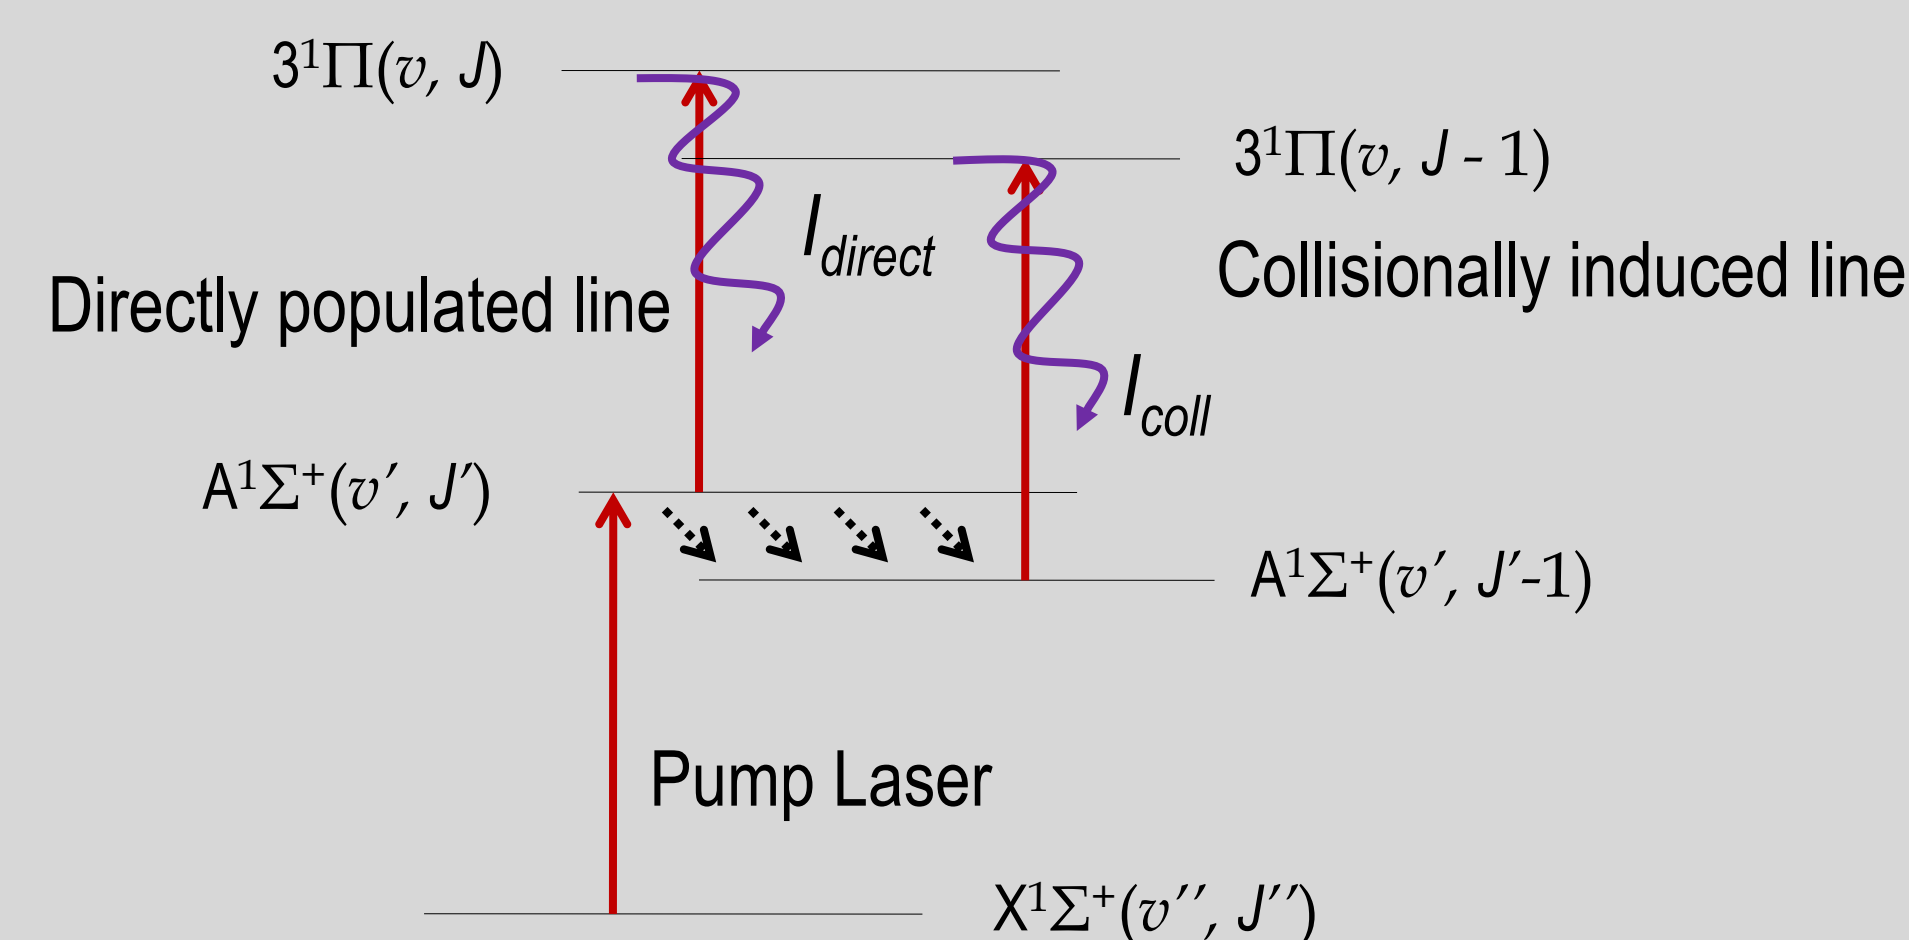 3¹Π(v, J)
3¹Π(v, J - 1)
I_direct
Collisionally induced line
Directly populated line
I_coll
A¹Σ⁺(v′, J′)
A¹Σ⁺(v′, J′-1)
Pump Laser
X¹Σ⁺(v′′, J′′)